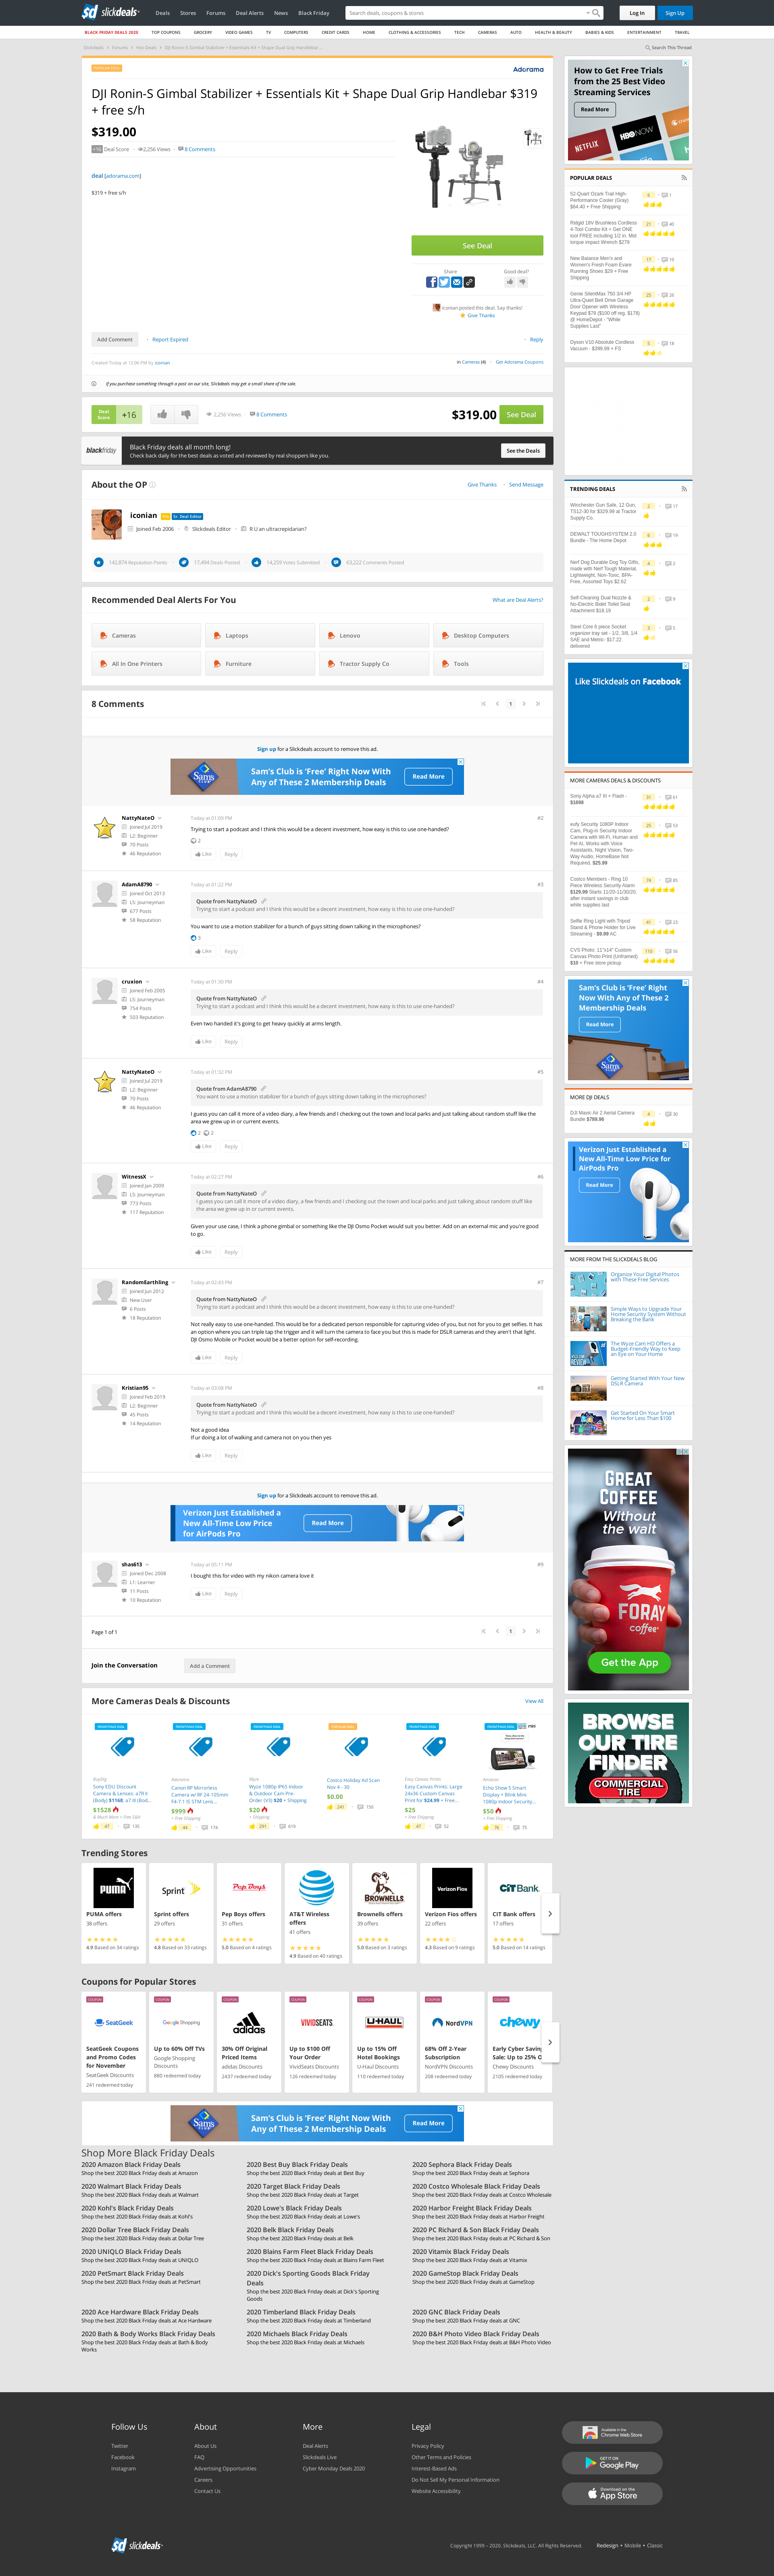 slickdeals
Deals
Stores
Forums
Deal Alerts
News
Black Friday
Search deals, coupons & stores
Log In
Sign Up
BLACK FRIDAY DEALS 2020
TOP COUPONS
GROCERY
VIDEO GAMES
TV
COMPUTERS
CREDIT CARDS
HOME
CLOTHING & ACCESSORIES
TECH
CAMERAS
AUTO
HEALTH & BEAUTY
BABIES & KIDS
ENTERTAINMENT
TRAVEL
Slickdeals
Forums
Hot Deals
DJI Ronin-S Gimbal Stabilizer + Essentials Kit + Shape Dual Grip Handlebar ...
Search This Thread
POPULAR DEAL
Adorama
DJI Ronin-S Gimbal Stabilizer + Essentials Kit + Shape Dual Grip Handlebar $319
+ free s/h
$319.00
+16 Deal Score
2,256 Views
8 Comments
deal [adorama.com]
$319 + free s/h
See Deal
Share
Good deal?
iconian posted this deal. Say thanks!
Give Thanks
Add Comment
Report Expired
Reply
Created Today at 12:06 PM by iconian
in Cameras (4)
Get Adorama Coupons
If you purchase something through a post on our site, Slickdeals may get a small share of the sale.
Deal
Score
+16
2,256 Views
8 Comments
$319.00
See Deal
blackfriday
Black Friday deals all month long!
Check back daily for the best deals as voted and reviewed by real shoppers like you.
See the Deals
About the OP
Give Thanks
Send Message
iconian
Sr. Deal Editor
Joined Feb 2006
Slickdeals Editor
R U an ultracrepidarian?
142,874 Reputation Points
17,494 Deals Posted
14,259 Votes Submitted
63,222 Comments Posted
Recommended Deal Alerts For You
What are Deal Alerts?
Cameras
Laptops
Lenovo
Desktop Computers
All In One Printers
Furniture
Tractor Supply Co
Tools
8 Comments
1
Sign up for a Slickdeals account to remove this ad.
Sam's Club is 'Free' Right Now With
Any of These 2 Membership Deals
Read More
NattyNateO
Joined Jul 2019
L2: Beginner
70 Posts
46 Reputation
Today at 01:09 PM
#2
Trying to start a podcast and I think this would be a decent investment, how easy is this to use one-handed?
2
Like
Reply
AdamA8790
Joined Oct 2013
L5: Journeyman
677 Posts
58 Reputation
Today at 01:22 PM
#3
Quote from NattyNateO
Trying to start a podcast and I think this would be a decent investment, how easy is this to use one-handed?
You want to use a motion stabilizer for a bunch of guys sitting down talking in the microphones?
3
Like
Reply
cruxion
Joined Feb 2005
L5: Journeyman
754 Posts
503 Reputation
Today at 01:30 PM
#4
Quote from NattyNateO
Trying to start a podcast and I think this would be a decent investment, how easy is this to use one-handed?
Even two handed it's going to get heavy quickly at arms length.
Like
Reply
NattyNateO
Joined Jul 2019
L2: Beginner
70 Posts
46 Reputation
Today at 01:32 PM
#5
Quote from AdamA8790
You want to use a motion stabilizer for a bunch of guys sitting down talking in the microphones?
I guess you can call it more of a video diary, a few friends and I checking out the town and local parks and just talking about random stuff like the
area we grew up in or current events.
2
2
Like
Reply
WitnessX
Joined Jan 2009
L5: Journeyman
773 Posts
117 Reputation
Today at 02:27 PM
#6
Quote from NattyNateO
I guess you can call it more of a video diary, a few friends and I checking out the town and local parks and just talking about random stuff like
the area we grew up in or current events.
Given your use case, I think a phone gimbal or something like the DJI Osmo Pocket would suit you better. Add on an external mic and you're good
to go.
Like
Reply
RandomEarthling
Joined Jun 2012
New User
6 Posts
18 Reputation
Today at 02:43 PM
#7
Quote from NattyNateO
Trying to start a podcast and I think this would be a decent investment, how easy is this to use one-handed?
Not really easy to use one-handed. This would be for a dedicated person responsible for capturing video of you, but not for you to get selfies. It has
an option where you can triple tap the trigger and it will turn the camera to face you but this is made for DSLR cameras and they aren't that light.
DJI Osmo Mobile or Pocket would be a better option for self-recording.
Like
Reply
Kristian95
Joined Feb 2019
L2: Beginner
45 Posts
14 Reputation
Today at 03:08 PM
#8
Quote from NattyNateO
Trying to start a podcast and I think this would be a decent investment, how easy is this to use one-handed?
Not a good idea
If ur doing a lot of walking and camera not on you then yes
Like
Reply
Sign up for a Slickdeals account to remove this ad.
Verizon Just Established a
New All-Time Low Price
for AirPods Pro
Read More
shas613
Joined Dec 2008
L1: Learner
11 Posts
10 Reputation
Today at 05:11 PM
#9
I bought this for video with my nikon camera love it
Like
Reply
Page 1 of 1
1
Join the Conversation
Add a Comment
More Cameras Deals & Discounts
View All
FRONTPAGE DEAL
BuyDig
Sony EDU Discount
Camera & Lenses: a7R II
(Body) $1168, a7 III (Bod...
$1528
& Much More + Free S&H
47
135
FRONTPAGE DEAL
Adorama
Canon RP Mirrorless
Camera w/ RF 24-105mm
F4-7.1 IS STM Lens ...
$999
+ Free Shipping
44
174
FRONTPAGE DEAL
Wyze
Wyze 1080p IP65 Indoor
& Outdoor Cam Pre-
Order (V3) $20 + Shipping
$20
+ Shipping
291
619
POPULAR DEAL
Costco Holiday Ad Scan
Nov 4 - 30
$0.00
241
159
FRONTPAGE DEAL
Easy Canvas Prints
Easy Canvas Prints: Large
24x36 Custom Canvas
Print for $24.99 + Free...
$25
+ Free Shipping
47
52
FRONTPAGE DEAL
Amazon
Echo Show 5 Smart
Display + Blink Mini
1080p Indoor Security...
$50
+ Free Shipping
76
75
Trending Stores
PUMA
PUMA offers
38 offers
4.9 Based on 34 ratings
Sprint
Sprint offers
29 offers
4.8 Based on 33 ratings
Pep Boys
Pep Boys offers
31 offers
5.0 Based on 4 ratings
AT&T
AT&T Wireless
offers
41 offers
4.9 Based on 40 ratings
BROWNELLS
Brownells offers
39 offers
5.0 Based on 3 ratings
Verizon Fios
Verizon Fios offers
22 offers
4.3 Based on 9 ratings
CIT BANK
CIT Bank offers
17 offers
5.0 Based on 14 ratings
Coupons for Popular Stores
COUPON
SeatGeek
SeatGeek Coupons
and Promo Codes
for November
SeatGeek Discounts
241 redeemed today
COUPON
Google Shopping
Up to 60% Off TVs
Google Shopping
Discounts
880 redeemed today
COUPON
adidas
30% Off Original
Priced Items
adidas Discounts
2437 redeemed today
COUPON
VIVIDSEATS
Up to $100 Off
Your Order
VividSeats Discounts
126 redeemed today
COUPON
U-HAUL
Up to 15% Off
Hotel Bookings
U-Haul Discounts
110 redeemed today
COUPON
NordVPN
68% Off 2-Year
Subscription
NordVPN Discounts
208 redeemed today
COUPON
chewy
Early Cyber Saving
Sale: Up to 25% O
Chewy Discounts
2105 redeemed today
Sam's Club is 'Free' Right Now With
Any of These 2 Membership Deals
Read More
Shop More Black Friday Deals
2020 Amazon Black Friday Deals
Shop the best 2020 Black Friday deals at Amazon
2020 Best Buy Black Friday Deals
Shop the best 2020 Black Friday deals at Best Buy
2020 Sephora Black Friday Deals
Shop the best 2020 Black Friday deals at Sephora
2020 Walmart Black Friday Deals
Shop the best 2020 Black Friday deals at Walmart
2020 Target Black Friday Deals
Shop the best 2020 Black Friday deals at Target
2020 Costco Wholesale Black Friday Deals
Shop the best 2020 Black Friday deals at Costco Wholesale
2020 Kohl's Black Friday Deals
Shop the best 2020 Black Friday deals at Kohl's
2020 Lowe's Black Friday Deals
Shop the best 2020 Black Friday deals at Lowe's
2020 Harbor Freight Black Friday Deals
Shop the best 2020 Black Friday deals at Harbor Freight
2020 Dollar Tree Black Friday Deals
Shop the best 2020 Black Friday deals at Dollar Tree
2020 Belk Black Friday Deals
Shop the best 2020 Black Friday deals at Belk
2020 PC Richard & Son Black Friday Deals
Shop the best 2020 Black Friday deals at PC Richard & Son
2020 UNIQLO Black Friday Deals
Shop the best 2020 Black Friday deals at UNIQLO
2020 Blains Farm Fleet Black Friday Deals
Shop the best 2020 Black Friday deals at Blains Farm Fleet
2020 Vitamix Black Friday Deals
Shop the best 2020 Black Friday deals at Vitamix
2020 PetSmart Black Friday Deals
Shop the best 2020 Black Friday deals at PetSmart
2020 Dick's Sporting Goods Black Friday
Deals
Shop the best 2020 Black Friday deals at Dick's Sporting
Goods
2020 GameStop Black Friday Deals
Shop the best 2020 Black Friday deals at GameStop
2020 Ace Hardware Black Friday Deals
Shop the best 2020 Black Friday deals at Ace Hardware
2020 Timberland Black Friday Deals
Shop the best 2020 Black Friday deals at Timberland
2020 GNC Black Friday Deals
Shop the best 2020 Black Friday deals at GNC
2020 Bath & Body Works Black Friday Deals
Shop the best 2020 Black Friday deals at Bath & Body
Works
2020 Michaels Black Friday Deals
Shop the best 2020 Black Friday deals at Michaels
2020 B&H Photo Video Black Friday Deals
Shop the best 2020 Black Friday deals at B&H Photo Video
How to Get Free Trials
from the 25 Best Video
Streaming Services
Read More
NETFLIX
HBO NOW
POPULAR DEALS
52-Quart Ozark Trail High-
Performance Cooler (Gray)
$64.40 + Free Shipping
6
1
Ridgid 18V Brushless Cordless
4-Tool Combo Kit + Get ONE
tool FREE including 1/2 in. Mid
torque impact Wrench $279
21
40
New Balance Men's and
Women's Fresh Foam Evare
Running Shoes $29 + Free
Shipping
17
10
Genie SilentMax 750 3/4 HP
Ultra-Quiet Belt Drive Garage
Door Opener with Wireless
Keypad $78 ($100 off reg. $178)
@ HomeDepot - "While
Supplies Last"
25
28
Dyson V10 Absolute Cordless
Vacuum - $399.99 + FS
5
18
TRENDING DEALS
Winchester Gun Safe, 12 Gun,
TS12-30 for $329.99 at Tractor
Supply Co.
2
17
DEWALT TOUGHSYSTEM 2.0
Bundle - The Home Depot
6
14
Nerf Dog Durable Dog Toy Gifts,
made with Nerf Tough Material,
Lightweight, Non-Toxic, BPA-
Free, Assorted Toys $2.62
4
2
Self-Cleaning Dual Nozzle &
No-Electric Bidet Toilet Seat
Attachment $18.19
2
9
Steel Core 6 piece Socket
organizer tray set - 1/2, 3/8, 1/4
SAE and Metric- $17.22
delivered
3
5
Like Slickdeals on Facebook
MORE CAMERAS DEALS & DISCOUNTS
Sony Alpha a7 III + Flash -
$1698
31
61
eufy Security 1080P Indoor
Cam, Plug-in Security Indoor
Camera with Wi-Fi, Human and
Pet AI, Works with Voice
Assistants, Night Vision, Two-
Way Audio, HomeBase Not
Required. $25.99
25
53
Costco Members - Ring 10
Piece Wireless Security Alarm
$129.99 Starts 11/20-11/30/20,
after instant savings in club
while supplies last
74
85
Selfie Ring Light with Tripod
Stand & Phone Holder for Live
Streaming - $9.99 AC
41
23
CVS Photo: 11"x14" Custom
Canvas Photo Print (Unframed)
$10 + Free store pickup
110
56
Sam's Club is 'Free' Right
Now With Any of These 2
Membership Deals
Read More
MORE DJI DEALS
DJI Mavic Air 2 Aerial Camera
Bundle $789.96
4
30
Verizon Just Established a
New All-Time Low Price for
AirPods Pro
Read More
MORE FROM THE SLICKDEALS BLOG
Organize Your Digital Photos
with These Free Services
Simple Ways to Upgrade Your
Home Security System Without
Breaking the Bank
The Wyze Cam HD Offers a
Budget-Friendly Way to Keep
an Eye on Your Home
Getting Started With Your New
DSLR Camera
Get Started On Your Smart
Home for Less Than $100
GREAT
COFFEE
Without
the wait
FORAY
coffee
Get the App
BROWSE
OUR TIRE
FINDER
COMMERCIAL
TIRE
Follow Us
Twitter
Facebook
Instagram
About
About Us
FAQ
Advertising Opportunities
Careers
Contact Us
More
Deal Alerts
Slickdeals Live
Cyber Monday Deals 2020
Legal
Privacy Policy
Other Terms and Policies
Interest-Based Ads
Do Not Sell My Personal Information
Website Accessibility
Available in the
Chrome Web Store
GET IT ON
Google Play
Download on the
App Store
slickdeals
Copyright 1999 - 2020. Slickdeals, LLC. All Rights Reserved.
Redesign • Mobile • Classic